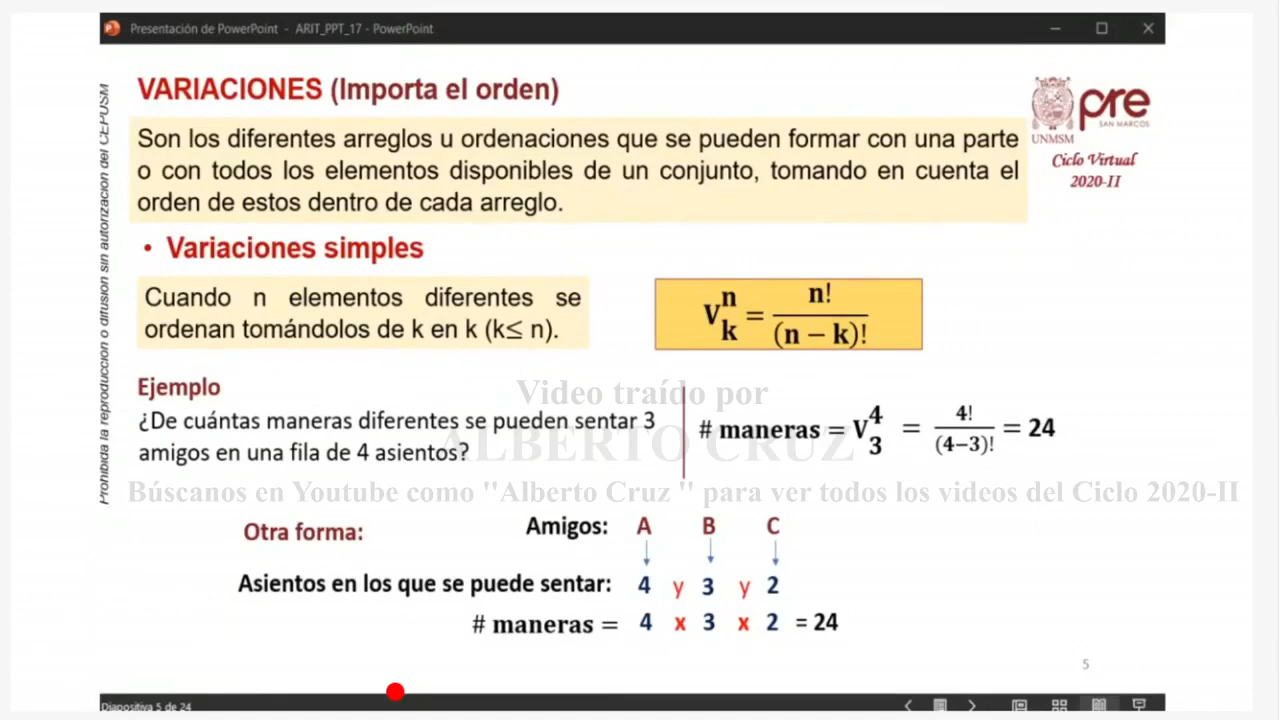 Presentación de PowerPoint - ARIT_PPT_17 - PowerPoint
Prohibida la reproduccion o difusion sin autorizacion del CEPUSM
VARIACIONES (Importa el orden)
UNMSM
pre
SAN MARCOS
Ciclo Virtual
2020-II
Son los diferentes arreglos u ordenaciones que se pueden formar con una parte
o con todos los elementos disponibles de un conjunto, tomando en cuenta el
orden de estos dentro de cada arreglo.
• Variaciones simples
Cuando n elementos diferentes se
ordenan tomándolos de k en k (k≤ n).
V^n_k = n!/(n − k)!
Ejemplo
¿De cuántas maneras diferentes se pueden sentar 3
amigos en una fila de 4 asientos?
# maneras = V^4_3 = 4!/(4−3)! = 24
Video traído por
ALBERTO CRUZ
Búscanos en Youtube como "Alberto Cruz " para ver todos los videos del Ciclo 2020-II
Otra forma:
Amigos: A B C
Asientos en los que se puede sentar: 4 y 3 y 2
# maneras = 4 x 3 x 2 = 24
5
Diapositiva 5 de 24